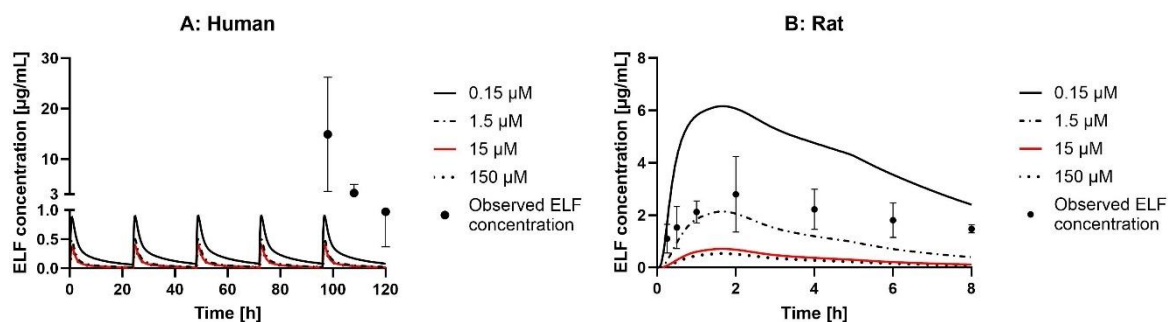 A: Human
ELF concentration [µg/mL]
30
20
10
3
1.0
0.5
0.0
0 20 40 60 80 100 120
Time [h]
0.15 µM
1.5 µM
15 µM
150 µM
Observed ELF
concentration
B: Rat
ELF concentration [µg/mL]
8
6
4
2
0
0 2 4 6 8
Time [h]
0.15 µM
1.5 µM
15 µM
150 µM
Observed ELF
concentration